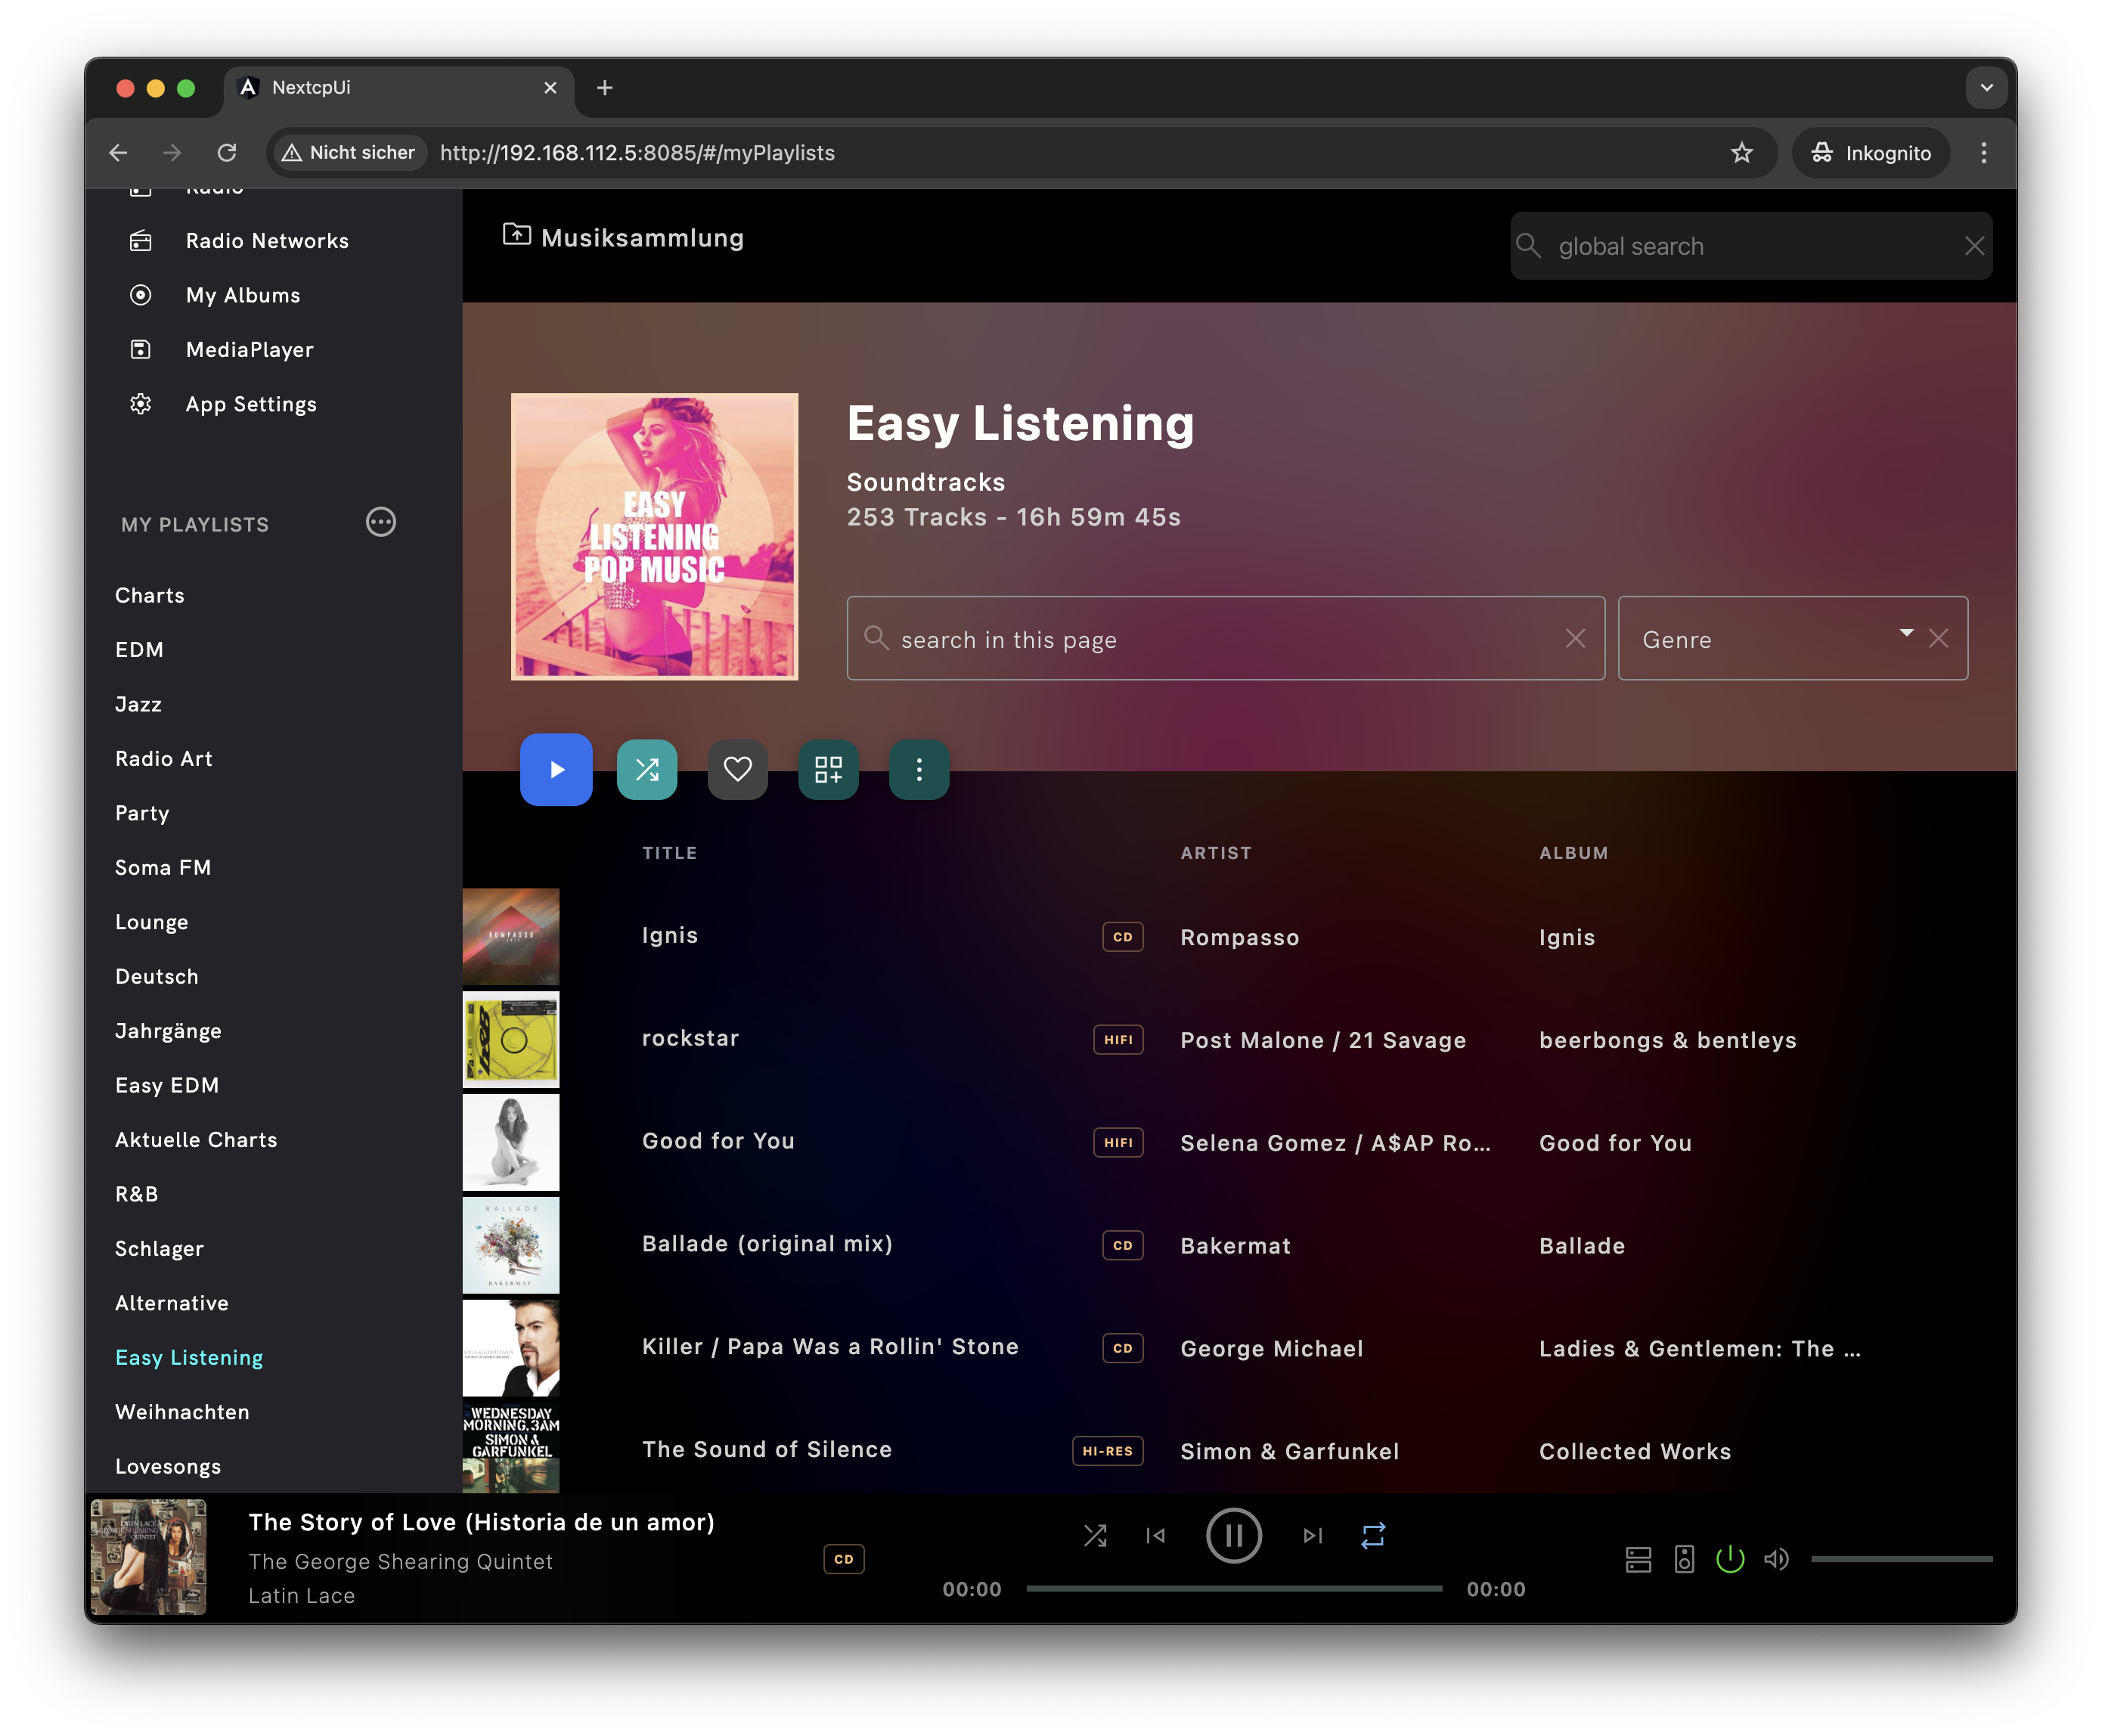 NextcpUi
Nicht sicher
http://192.168.112.5:8085/#/myPlaylists
Inkognito
Radio
Radio Networks
My Albums
MediaPlayer
App Settings
MY PLAYLISTS
Charts
EDM
Jazz
Radio Art
Party
Soma FM
Lounge
Deutsch
Jahrgänge
Easy EDM
Aktuelle Charts
R&B
Schlager
Alternative
Easy Listening
Weihnachten
Lovesongs
Musiksammlung
global search
EASY
LISTENING
POP MUSIC
Easy Listening
Soundtracks
253 Tracks - 16h 59m 45s
search in this page
Genre
TITLE ARTIST ALBUM
ROMPASSO
Ignis CD Rompasso Ignis
rockstar HIFI Post Malone / 21 Savage beerbongs & bentleys
Good for You HIFI Selena Gomez / A$AP Ro... Good for You
BALLADE
BAKERMAT
Ballade (original mix) CD Bakermat Ballade
Killer / Papa Was a Rollin' Stone CD George Michael Ladies & Gentlemen: The ...
WEDNESDAY
MORNING, 3AM
SIMON &
GARFUNKEL
The Sound of Silence HI-RES Simon & Garfunkel Collected Works
The Story of Love (Historia de un amor)
The George Shearing Quintet
Latin Lace
CD
00:00 00:00